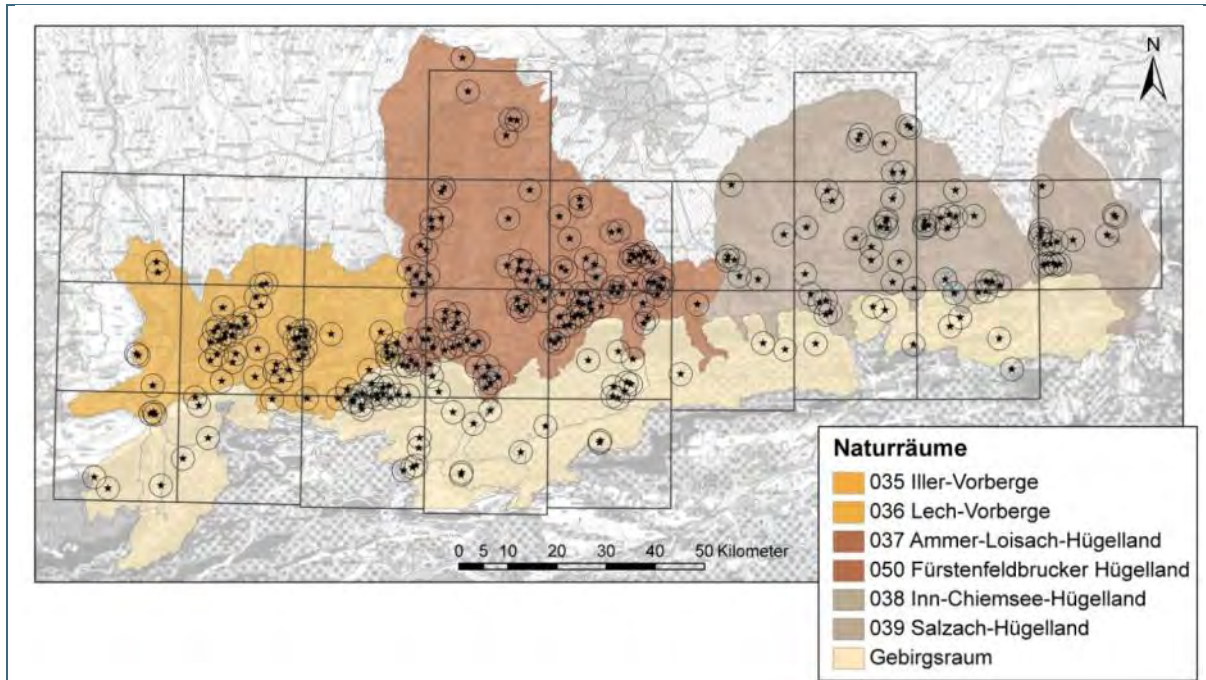 N
0 5 10 20 30 40 50 Kilometer
Naturräume
035 Iller-Vorberge
036 Lech-Vorberge
037 Ammer-Loisach-Hügelland
050 Fürstenfeldbrucker Hügelland
038 Inn-Chiemsee-Hügelland
039 Salzach-Hügelland
Gebirgsraum